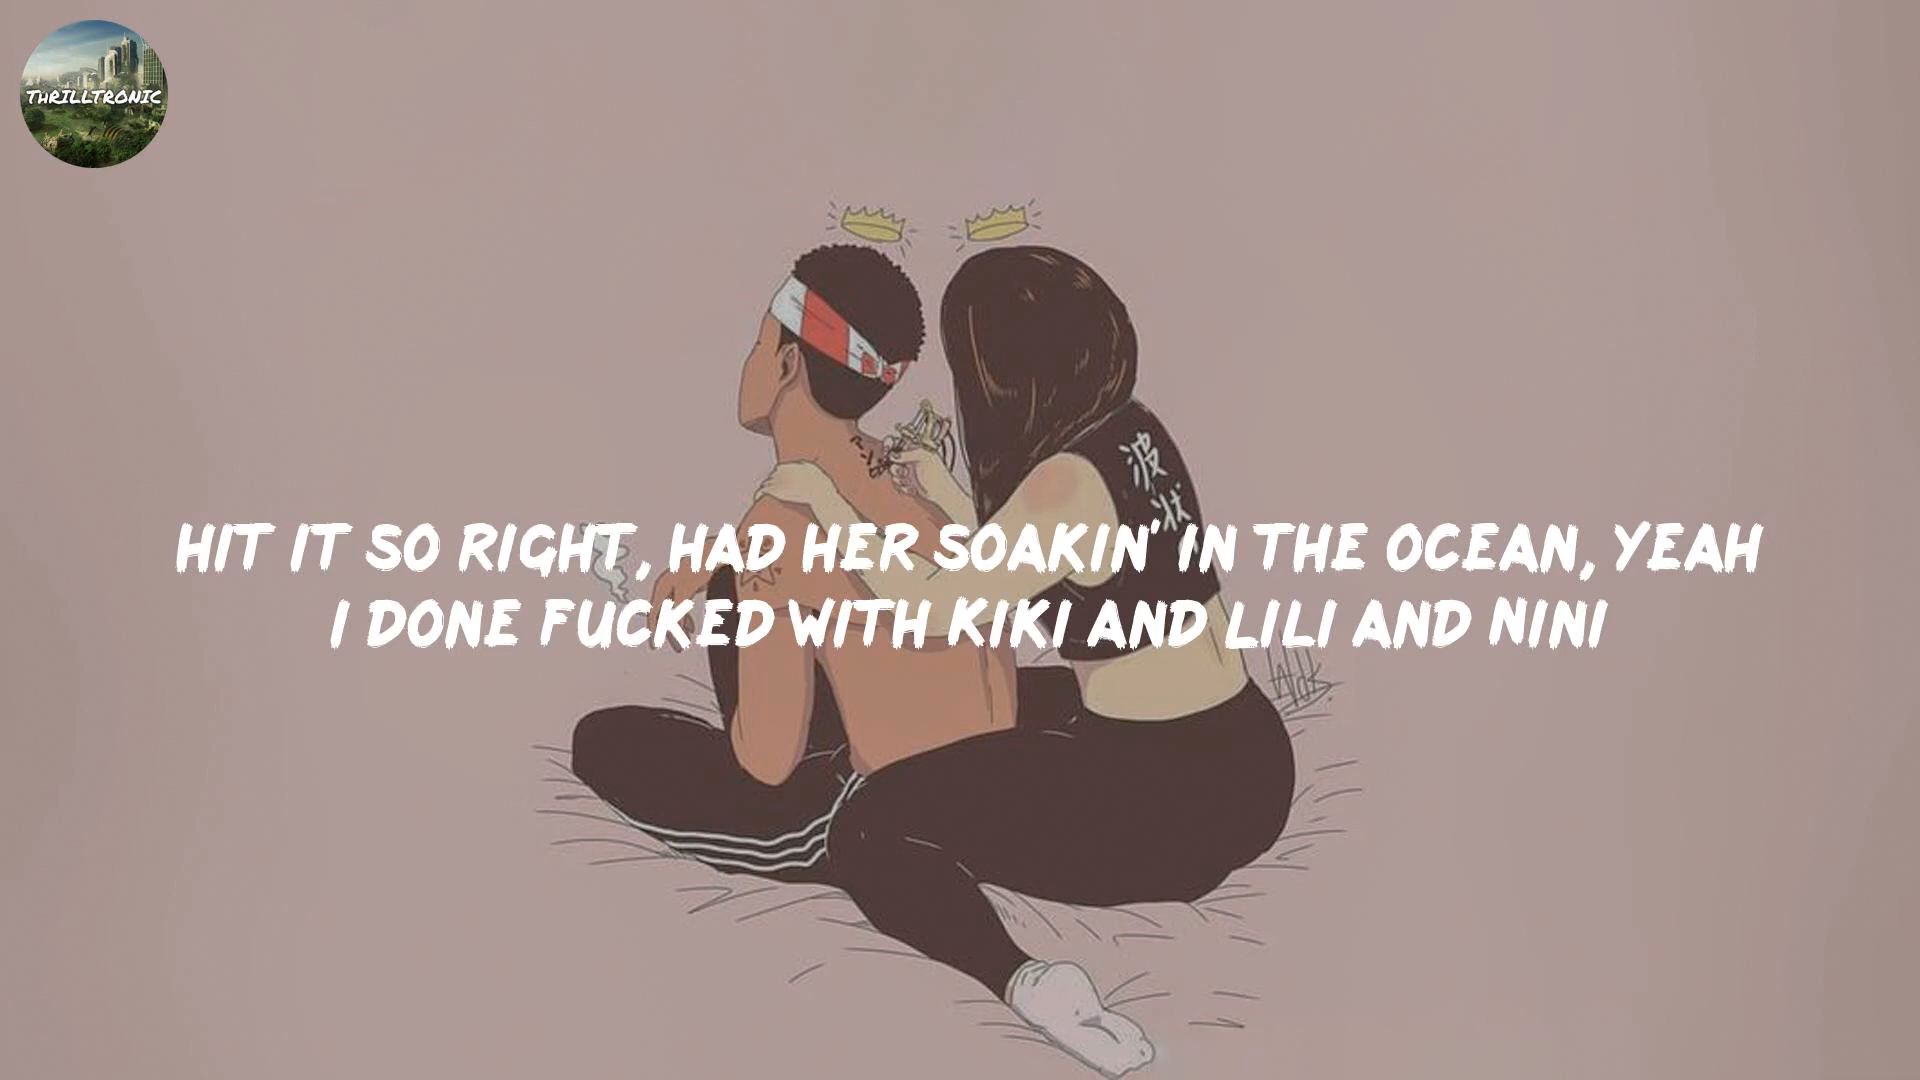 THRILLTRONIC
HIT IT SO RIGHT, HAD HER SOAKIN' IN THE OCEAN, YEAH
I DONE FUCKED WITH KIKI AND LILI AND NINI
波
状